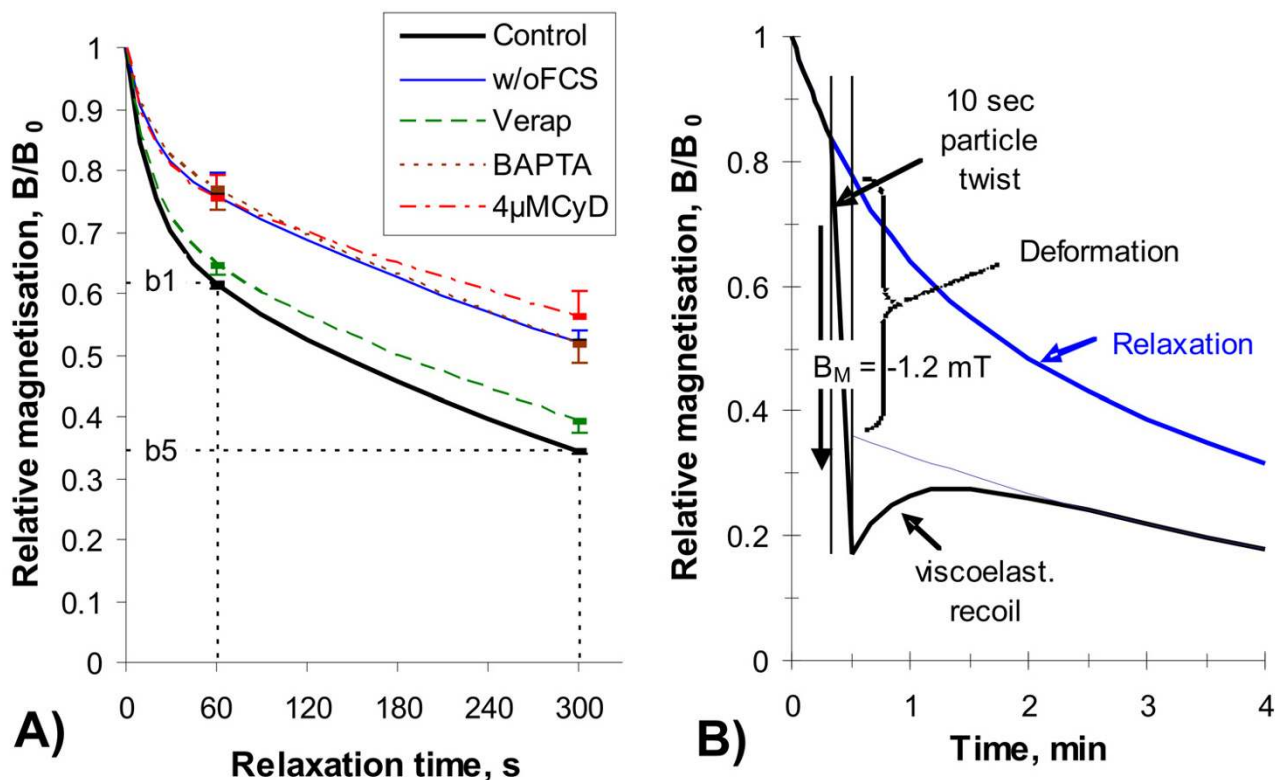 Relative magnetisation, B/B0
1
0.9
0.8
0.7
0.6
0.5
0.4
0.3
0.2
0.1
0
b1
b5
Control
w/oFCS
Verap
BAPTA
4µMCyD
0 60 120 180 240 300
Relaxation time, s
A)
Relative magnetisation, B/B0
1
0.8
0.6
0.4
0.2
0
10 sec
particle
twist
Deformation
Relaxation
BM = -1.2 mT
viscoelast.
recoil
0 1 2 3 4
Time, min
B)